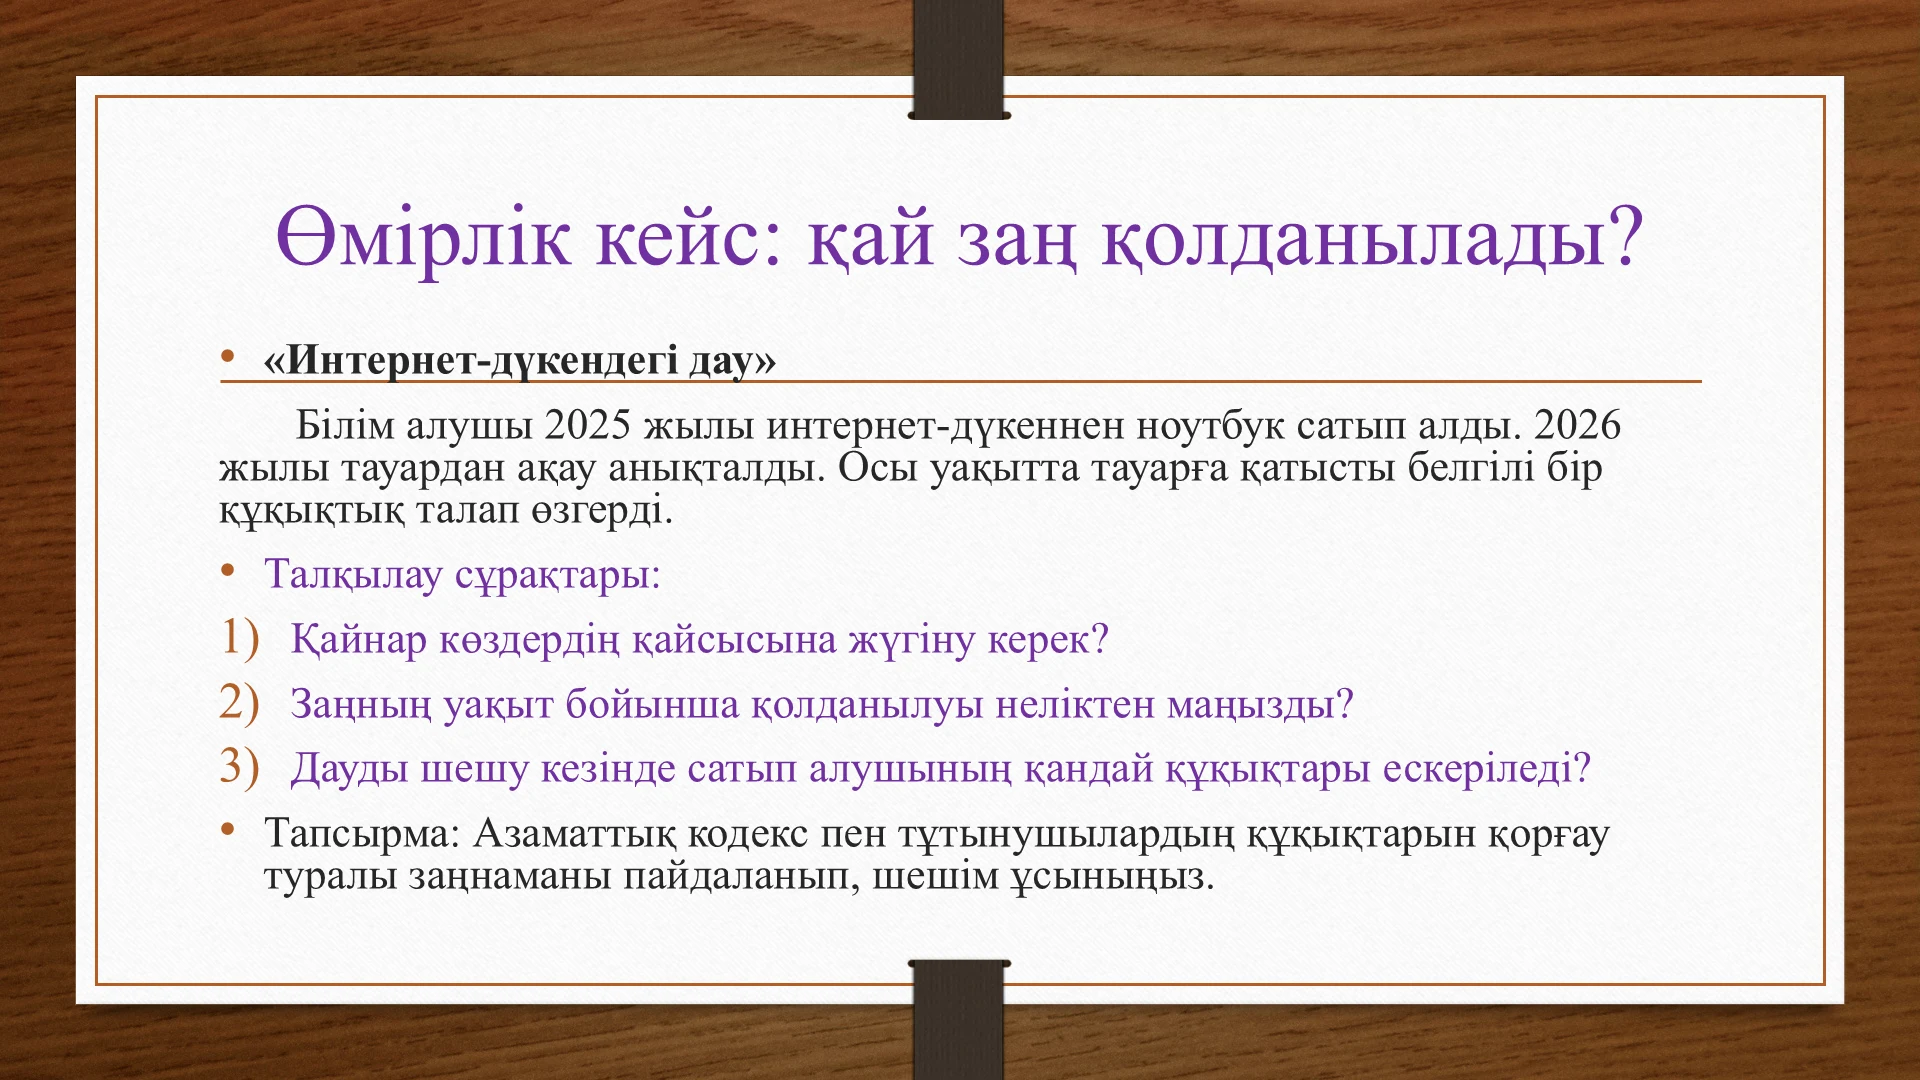 Өмірлік кейс: қай заң қолданылады?
• «Интернет-дүкендегі дау»
Білім алушы 2025 жылы интернет-дүкеннен ноутбук сатып алды. 2026
жылы тауардан ақау анықталды. Осы уақытта тауарға қатысты белгілі бір
құқықтық талап өзгерді.
• Талқылау сұрақтары:
1) Қайнар көздердің қайсысына жүгіну керек?
2) Заңның уақыт бойынша қолданылуы неліктен маңызды?
3) Дауды шешу кезінде сатып алушының қандай құқықтары ескеріледі?
• Тапсырма: Азаматтық кодекс пен тұтынушылардың құқықтарын қорғау
туралы заңнаманы пайдаланып, шешім ұсыныңыз.